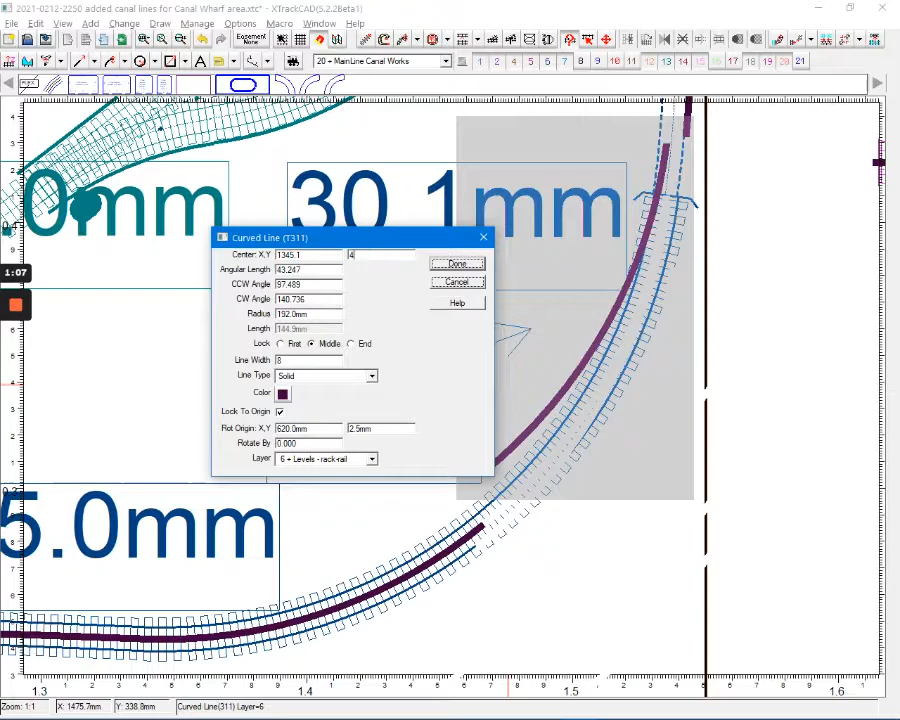 2021-0212-2250 added canal lines for Canal Wharf area.xtc* - XTrackCAD(5.2.2Beta1)
File Edit View Add Change Draw Manage Options Macro Window Help
Easement None
20 + MainLine Canal Works
1 2 3 4 5 6 7 8 9 10 11 12 13 14 15 16 17 18 19 20 21
FLEX
0mm
30.1mm
5.0mm
1:07
Curved Line (T311)
Center: X,Y 1345.1 4
Angular Length 43.247
CCW Angle 97.489
CW Angle 140.736
Radius 192.0mm
Length 144.9mm
Lock First Middle End
Line Width 8
Line Type Solid
Color
Lock To Origin
Rot Origin: X,Y 620.0mm 2.5mm
Rotate By 0.000
Layer 6 + Levels - rack-rail
Done
Cancel
Help
1.3 1.4 1.5 1.6
Zoom: 1:1 X: 1475.7mm Y: 338.8mm Curved Line(311) Layer=6